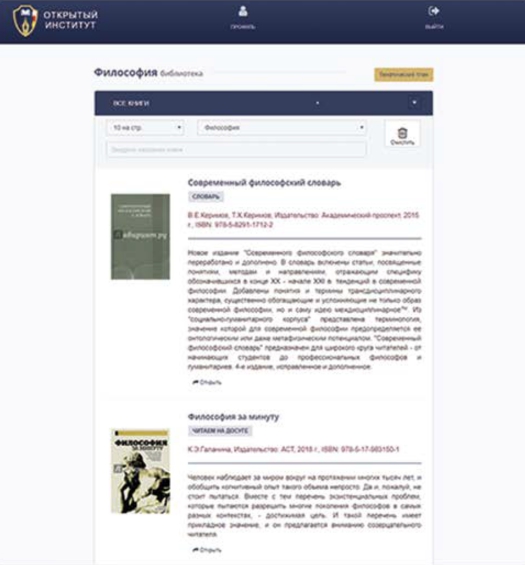 ОТКРЫТЫЙ
ИНСТИТУТ
ПРОФИЛЬ
ВЫЙТИ
Философия библиотека
Тематический план
ВСЕ КНИГИ
10 на стр.
Философия
Очистить
Введите название книги
Современный философский словарь
СЛОВАРЬ
В.Е.Кериков, Т.Х.Керимов, Издательство: Академический проспект, 2015
г., ISBN: 978-5-8291-1712-2
Новое издание "Современного философского словаря" значительно
переработано и дополнено. В словарь включены статьи, посвященные
понятиям, методам и направлениям, отражающим специфику
обозначившихся в конце XX - начале XXI в. тенденций в современной
философии. Добавлены понятия и термины трансдисциплинарного
характера, существенно обогащающие и усложняющие не только образ
современной философии, но и саму идею междисциплинарное™. Из
"социально-гуманитарного корпуса" представлена терминология,
значение которой для современной философии предопределяется ее
онтологическим или даже метафизическим потенциалом. "Современный
философский словарь" предназначен для широкого круга читателей - от
начинающих студентов до профессиональных философов и
гуманитариев. 4-е издание, исправленное и дополненное.
Открыть
ФИЛОСОФИЯ
ЗА МИНУТУ
Философия за минуту
ЧИТАЕМ НА ДОСУГЕ
К.Э.Галанина, Издательство: АСТ, 2018 г., ISBN: 978-5-17-983150-1
Человек наблюдает за миром вокруг на протяжении многих тысяч лет, и
обобщить когнитивный опыт такого объема непросто. Да и, пожалуй, не
стоит пытаться. Вместе с тем перечень экзистенциальных проблем,
которые пытаются разрешить многие поколения философов в самых
разных контекстах, - достижимая цель. И такой перечень имеет
прикладное значение, и он предлагается вниманию созерцательного
читателя.
Открыть